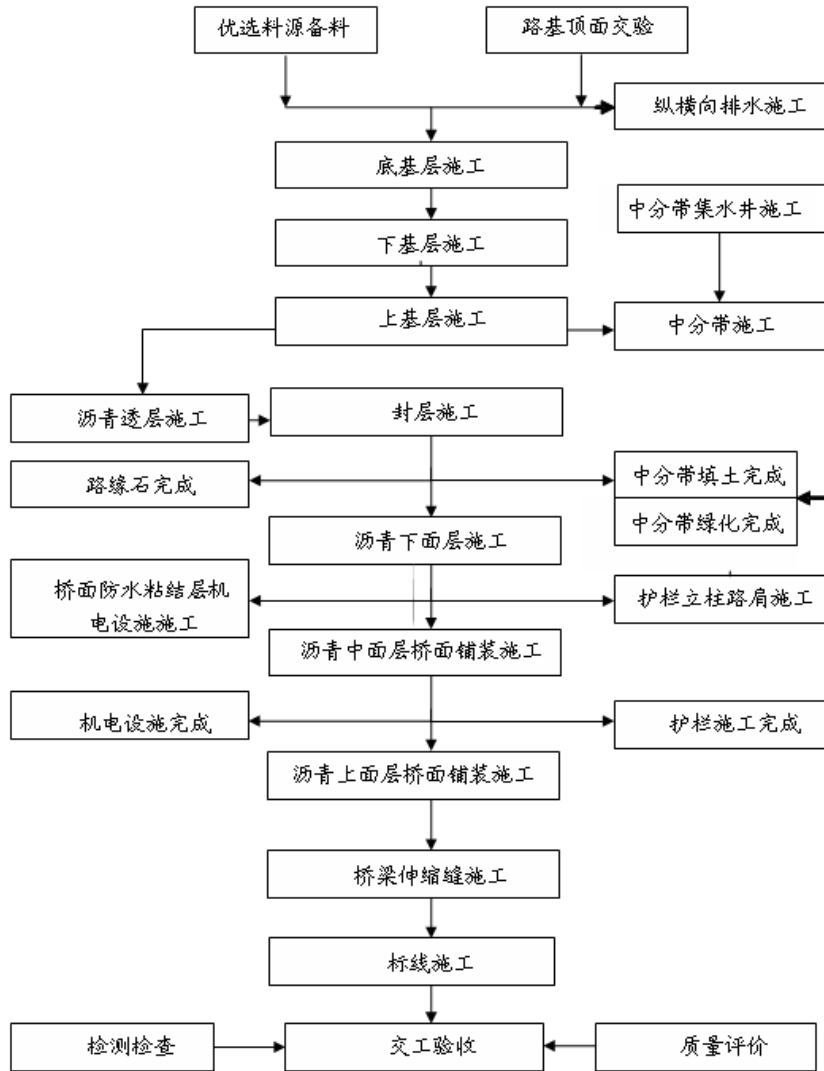 优选料源备料
路基顶面交验
纵横向排水施工
底基层施工
中分带集水井施工
下基层施工
上基层施工
中分带施工
沥青透层施工
封层施工
路缘石完成
中分带填土完成
中分带绿化完成
沥青下面层施工
桥面防水粘结层机
电设施施工
护栏立柱路肩施工
沥青中面层桥面铺装施工
机电设施完成
护栏施工完成
沥青上面层桥面铺装施工
桥梁伸缩缝施工
标线施工
检测检查
交工验收
质量评价